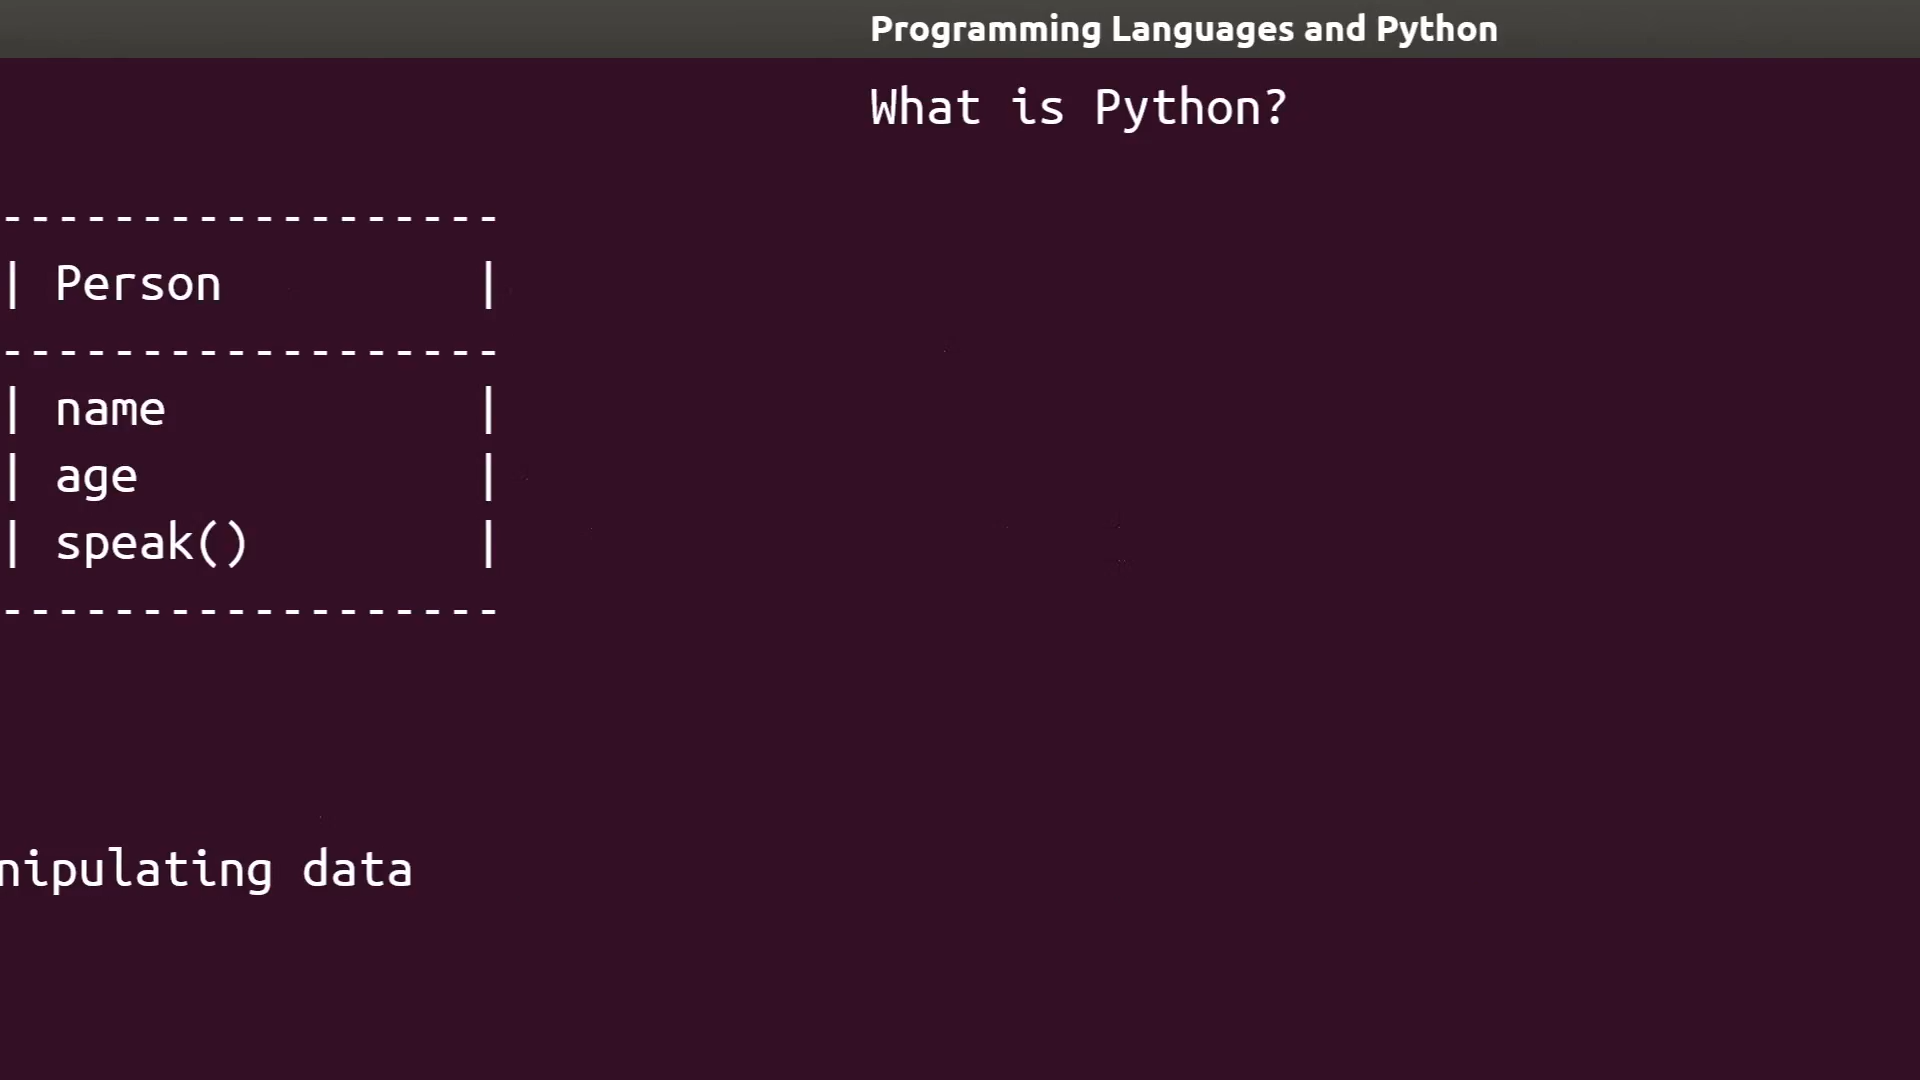 Programming Languages and Python
What is Python?
------------------
| Person         |
------------------
| name           |
| age            |
| speak()        |
------------------
nipulating data